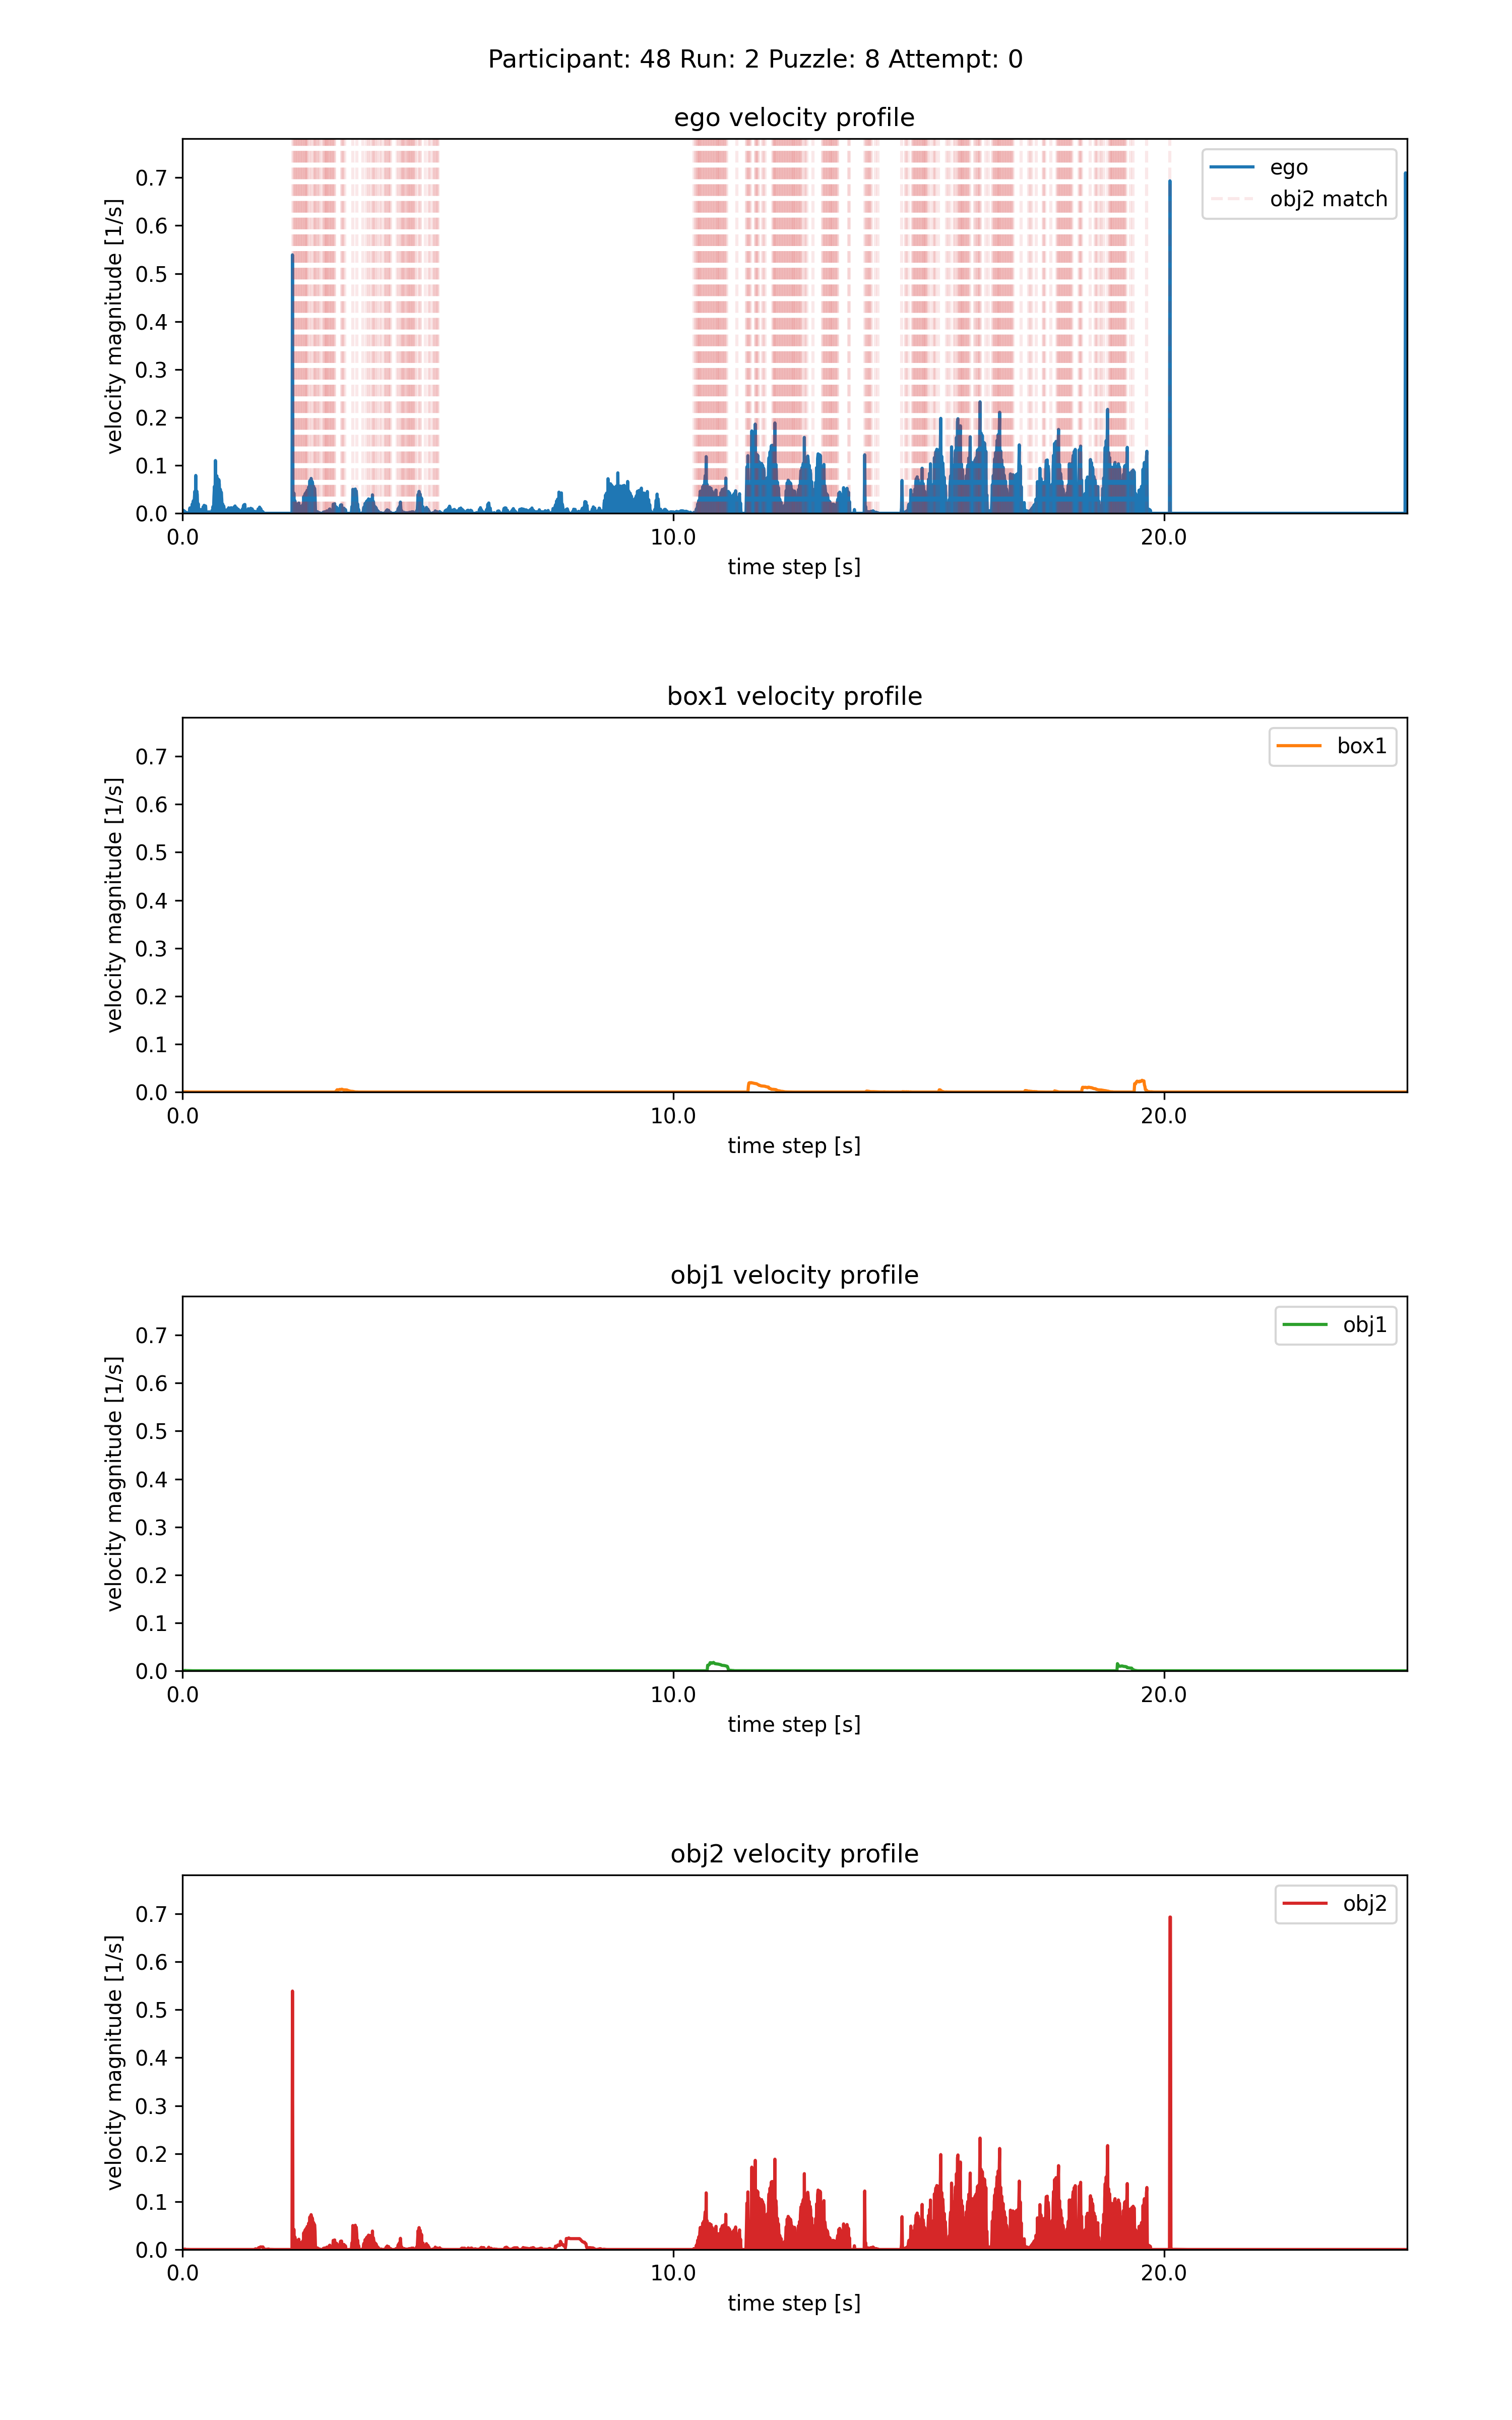 Participant: 48 Run: 2 Puzzle: 8 Attempt: 0
ego velocity profile
velocity magnitude [1/s]
0.7
0.6
0.5
0.4
0.3
0.2
0.1
0.0
ego
obj2 match
0.0 10.0 20.0
time step [s]
box1 velocity profile
velocity magnitude [1/s]
0.7
0.6
0.5
0.4
0.3
0.2
0.1
0.0
box1
0.0 10.0 20.0
time step [s]
obj1 velocity profile
velocity magnitude [1/s]
0.7
0.6
0.5
0.4
0.3
0.2
0.1
0.0
obj1
0.0 10.0 20.0
time step [s]
obj2 velocity profile
velocity magnitude [1/s]
0.7
0.6
0.5
0.4
0.3
0.2
0.1
0.0
obj2
0.0 10.0 20.0
time step [s]